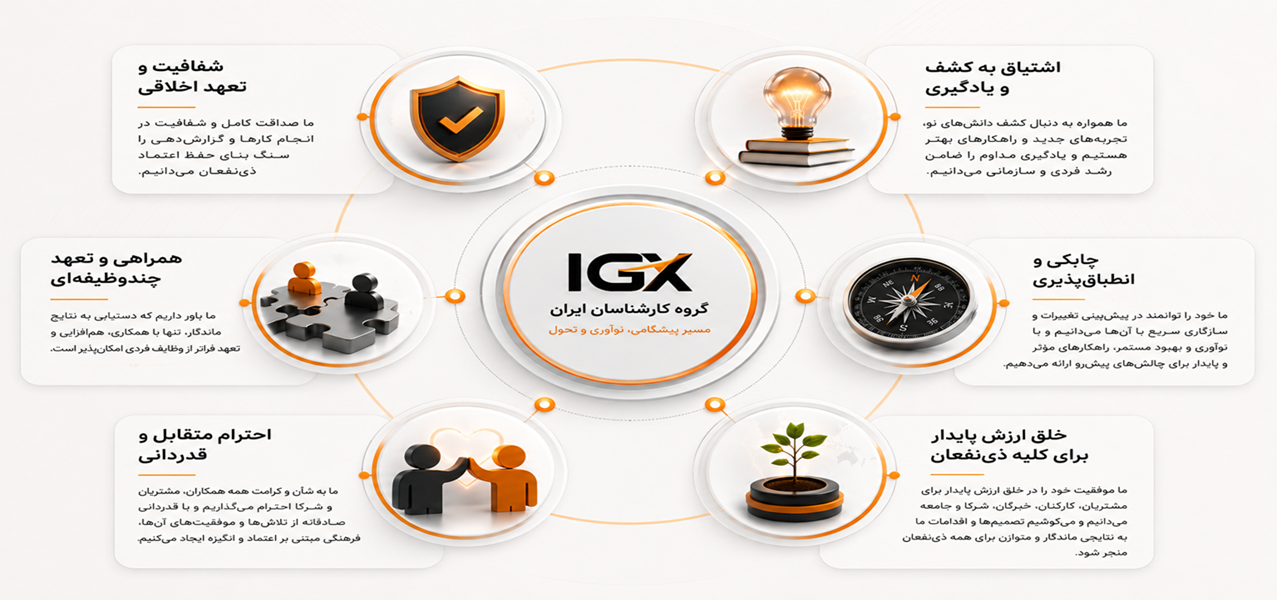 IGX
گروه کارشناسان ایران
مسیر پیشگامی، نوآوری و تحول
اشتیاق به کشف
و یادگیری
ما همواره به دنبال کشف دانش‌های نو،
تجربه‌های جدید و راهکارهای بهتر
هستیم و یادگیری مداوم را ضامن
رشد فردی و سازمانی می‌دانیم.
شفافیت و
تعهد اخلاقی
ما صداقت کامل و شفافیت در
انجام کارها و گزارش‌دهی را
سنگ بنای حفظ اعتماد
ذی‌نفعان می‌دانیم.
چابکی و
انطباق‌پذیری
ما خود را توانمند در پیش‌بینی تغییرات و
سازگاری سریع با آن‌ها می‌دانیم و با
نوآوری و بهبود مستمر، راهکارهای مؤثر
و پایدار برای چالش‌های پیش‌رو ارائه می‌دهیم.
N
S
همراهی و تعهد
چندوظیفه‌ای
ما باور داریم که دستیابی به نتایج
ماندگار، تنها با همکاری، هم‌افزایی و
تعهد فراتر از وظایف فردی امکان‌پذیر است.
خلق ارزش پایدار
برای کلیه ذی‌نفعان
ما موفقیت خود را در خلق ارزش پایدار برای
مشتریان، کارکنان، خبرگان، شرکا و جامعه
می‌دانیم و می‌کوشیم تصمیم‌ها و اقدامات ما
به نتایجی ماندگار و متوازن برای همه ذی‌نفعان
منجر شود.
احترام متقابل و
قدردانی
ما به شأن و کرامت همه همکاران، مشتریان
و شرکا احترام می‌گذاریم و با قدردانی
صادقانه از تلاش‌ها و موفقیت‌های آن‌ها،
فرهنگی مبتنی بر اعتماد و انگیزه ایجاد می‌کنیم.